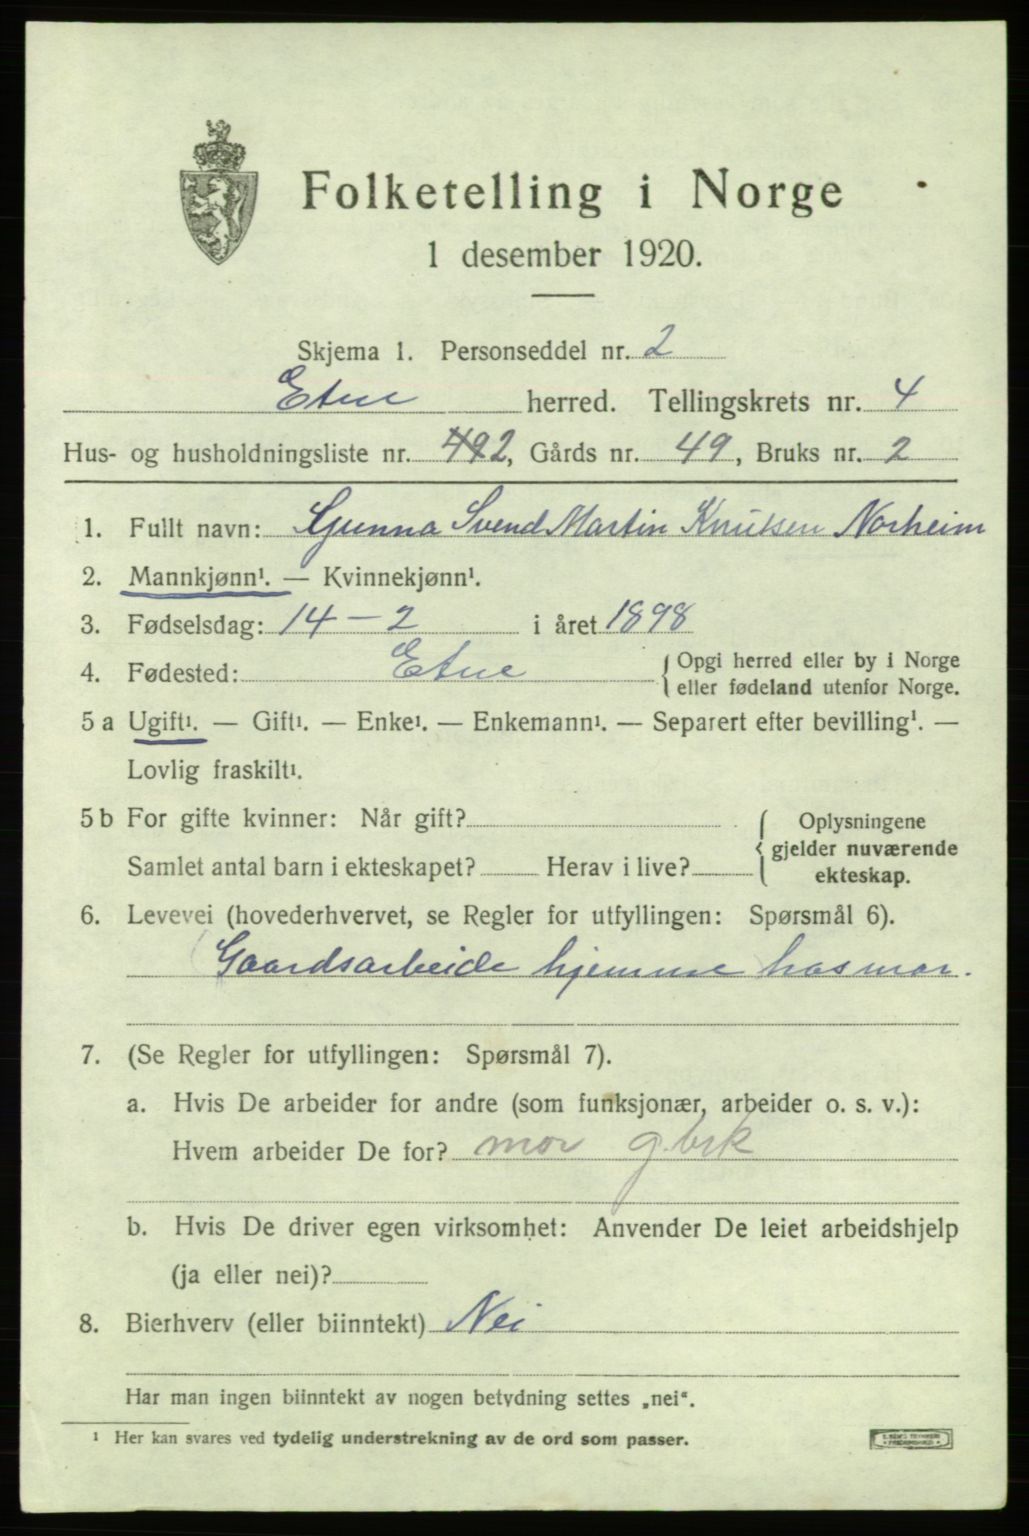 Folketelling i Norge
1 desember 1920.
Skjema 1. Personseddel nr. 2
Etne herred. Tellingskrets nr. 4
Hus- og husholdningsliste nr. 492, Gårds nr. 49, Bruks nr. 2
1. Fullt navn: Gunna Svend Martin Knutsen Norheim
2. Mannkjønn¹. — Kvinnekjønn¹.
3. Fødselsdag: 14 - 2 i året 1898
4. Fødested: Etne { Opgi herred eller by i Norge
eller fødeland utenfor Norge.
5 a Ugift¹. — Gift¹. — Enke¹. — Enkemann¹. — Separert efter bevilling¹. —
Lovlig fraskilt¹.
5 b For gifte kvinner: Når gift?
Samlet antal barn i ekteskapet? Herav i live?
{ Oplysningene
gjelder nuværende
ekteskap.
6. Levevei (hovederhvervet, se Regler for utfyllingen: Spørsmål 6).
Gaardsarbeide hjemme hos mor.
7. (Se Regler for utfyllingen: Spørsmål 7).
a. Hvis De arbeider for andre (som funksjonær, arbeider o. s. v.):
Hvem arbeider De for? mor g.brk
b. Hvis De driver egen virksomhet: Anvender De leiet arbeidshjelp
(ja eller nei)?
8. Bierhverv (eller biinntekt) Nei
Har man ingen biinntekt av nogen betydning settes „nei“.
¹ Her kan svares ved tydelig understrekning av de ord som passer.